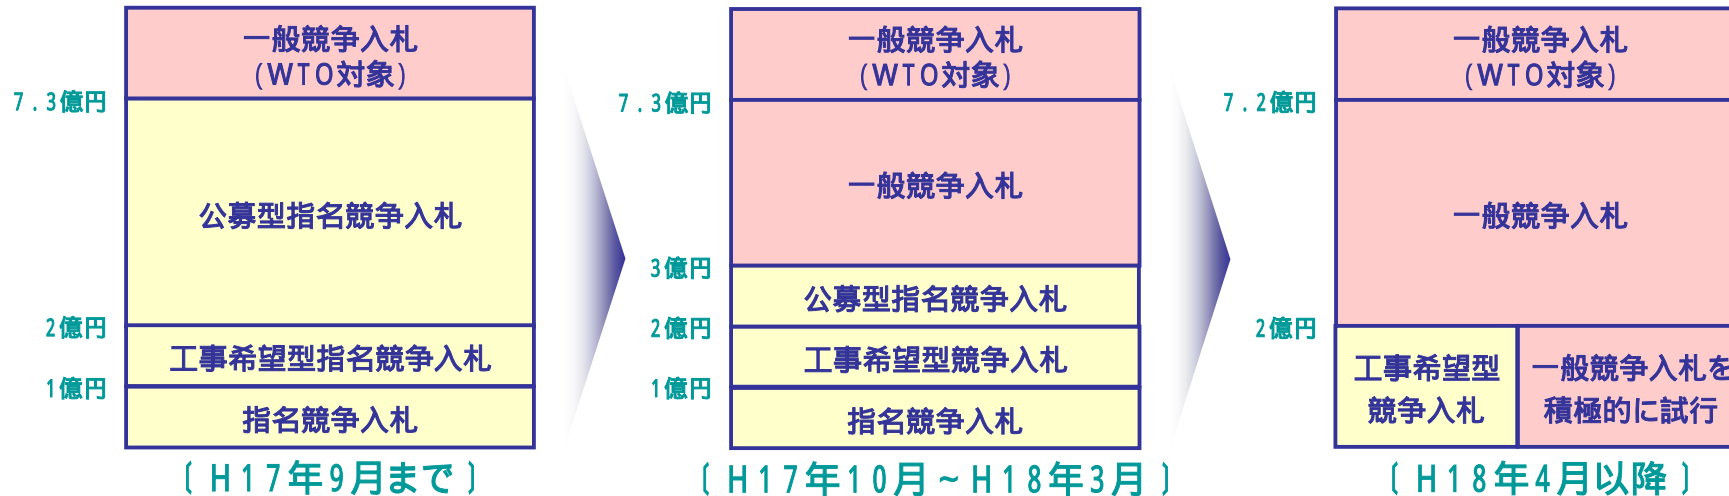 一般競争入札
(WTO対象)
7.3億円
公募型指名競争入札
2億円
工事希望型指名競争入札
1億円
指名競争入札
〔H17年9月まで〕
一般競争入札
(WTO対象)
7.3億円
一般競争入札
3億円
公募型指名競争入札
2億円
工事希望型競争入札
1億円
指名競争入札
〔H17年10月~H18年3月〕
一般競争入札
(WTO対象)
7.2億円
一般競争入札
2億円
工事希望型
競争入札
一般競争入札を
積極的に試行
〔H18年4月以降〕